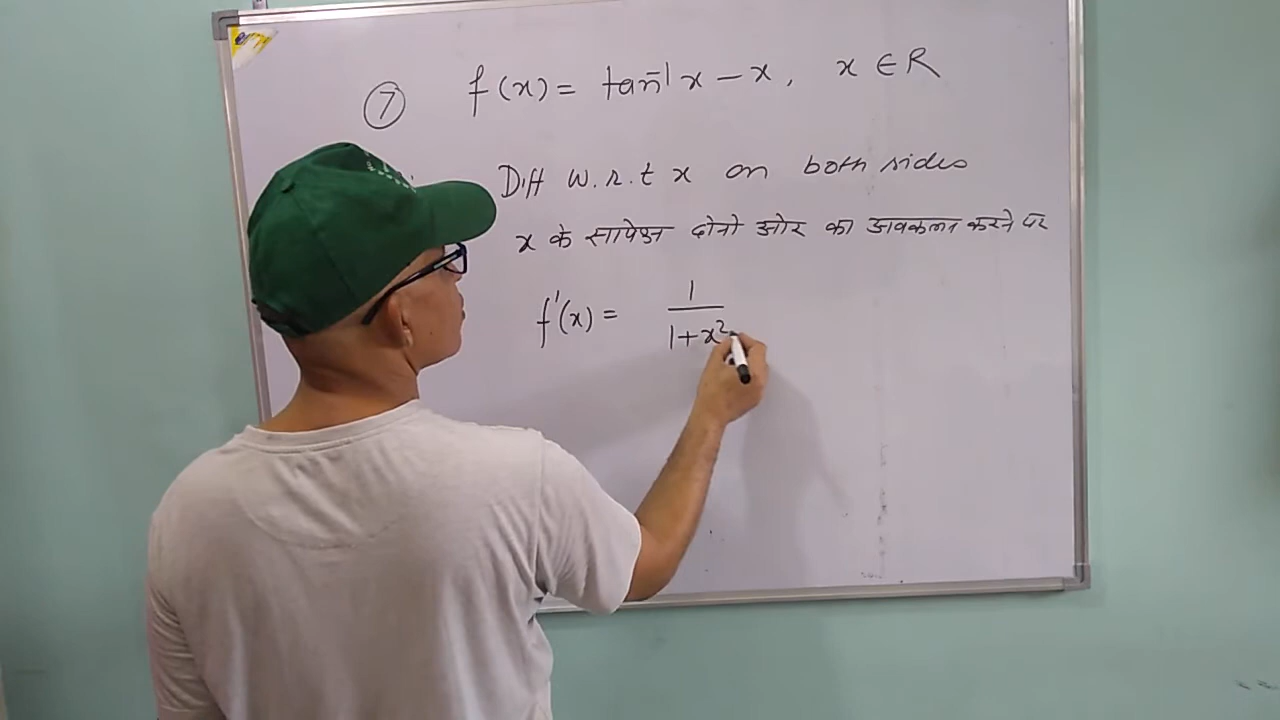 ⑦ f(x) = tan⁻¹x − x, x ∈ R
Diff w.r.t x on both sides
x के सापेक्ष दोनो ओर का अवकलन करने पर
f'(x) = 1/(1+x²)